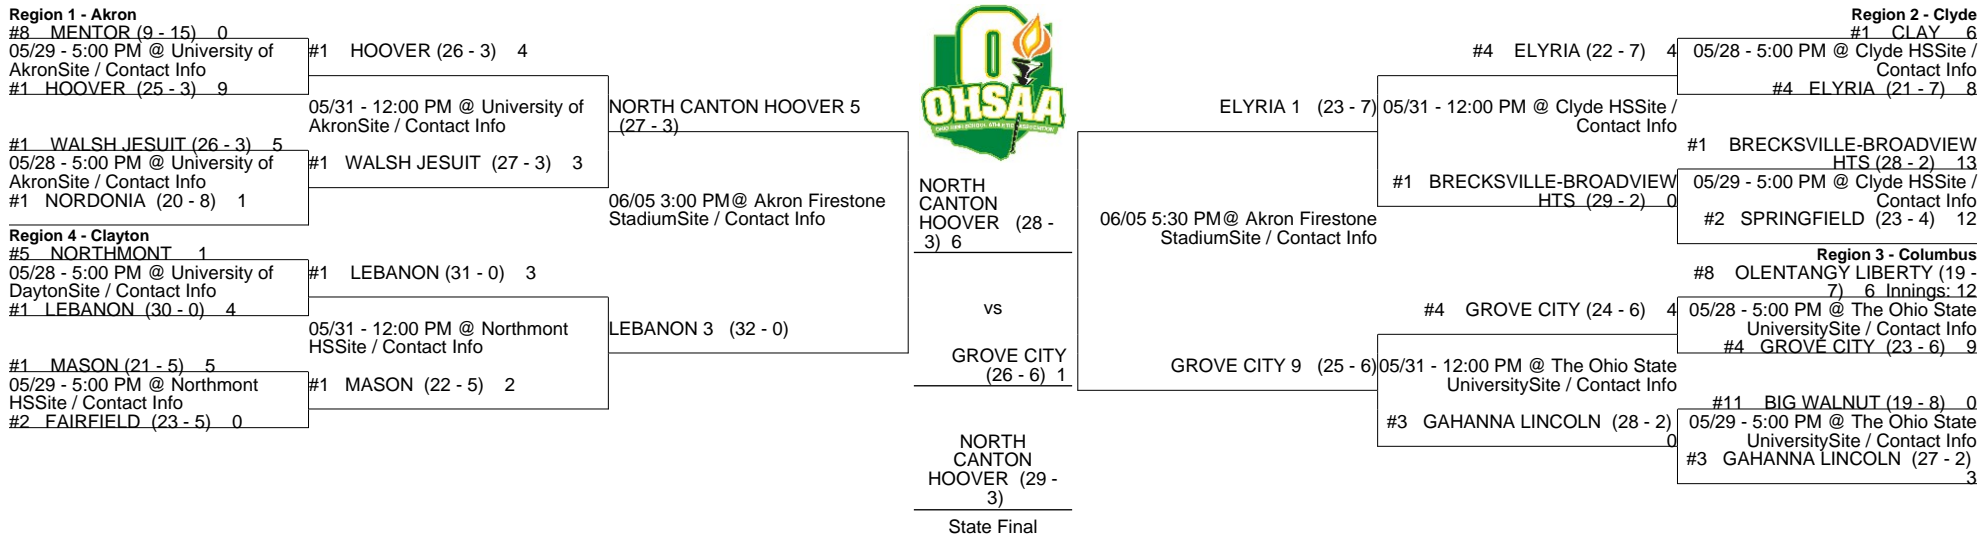 Region 1 - Akron
#8 MENTOR (9 - 15) 0
05/29 - 5:00 PM @ University of
AkronSite / Contact Info
#1 HOOVER (25 - 3) 9
#1 WALSH JESUIT (26 - 3) 5
05/28 - 5:00 PM @ University of
AkronSite / Contact Info
#1 NORDONIA (20 - 8) 1
Region 4 - Clayton
#5 NORTHMONT 1
05/28 - 5:00 PM @ University of
DaytonSite / Contact Info
#1 LEBANON (30 - 0) 4
#1 MASON (21 - 5) 5
05/29 - 5:00 PM @ Northmont
HSSite / Contact Info
#2 FAIRFIELD (23 - 5) 0
#1 HOOVER (26 - 3) 4
05/31 - 12:00 PM @ University of
AkronSite / Contact Info
#1 WALSH JESUIT (27 - 3) 3
#1 LEBANON (31 - 0) 3
05/31 - 12:00 PM @ Northmont
HSSite / Contact Info
#1 MASON (22 - 5) 2
NORTH CANTON HOOVER 5
(27 - 3)
06/05 3:00 PM@ Akron Firestone
StadiumSite / Contact Info
LEBANON 3 (32 - 0)
OHSAA
NORTH
CANTON
HOOVER (28 -
3) 6
vs
GROVE CITY
(26 - 6) 1
NORTH
CANTON
HOOVER (29 -
3)
State Final
ELYRIA 1 (23 - 7)
06/05 5:30 PM@ Akron Firestone
StadiumSite / Contact Info
GROVE CITY 9 (25 - 6)
#4 ELYRIA (22 - 7) 4
05/31 - 12:00 PM @ Clyde HSSite /
Contact Info
#1 BRECKSVILLE-BROADVIEW
HTS (29 - 2) 0
#4 GROVE CITY (24 - 6) 4
05/31 - 12:00 PM @ The Ohio State
UniversitySite / Contact Info
#3 GAHANNA LINCOLN (28 - 2)
0
Region 2 - Clyde
#1 CLAY 6
05/28 - 5:00 PM @ Clyde HSSite /
Contact Info
#4 ELYRIA (21 - 7) 8
#1 BRECKSVILLE-BROADVIEW
HTS (28 - 2) 13
05/29 - 5:00 PM @ Clyde HSSite /
Contact Info
#2 SPRINGFIELD (23 - 4) 12
Region 3 - Columbus
#8 OLENTANGY LIBERTY (19 -
7) 6 Innings: 12
05/28 - 5:00 PM @ The Ohio State
UniversitySite / Contact Info
#4 GROVE CITY (23 - 6) 9
#11 BIG WALNUT (19 - 8) 0
05/29 - 5:00 PM @ The Ohio State
UniversitySite / Contact Info
#3 GAHANNA LINCOLN (27 - 2)
3